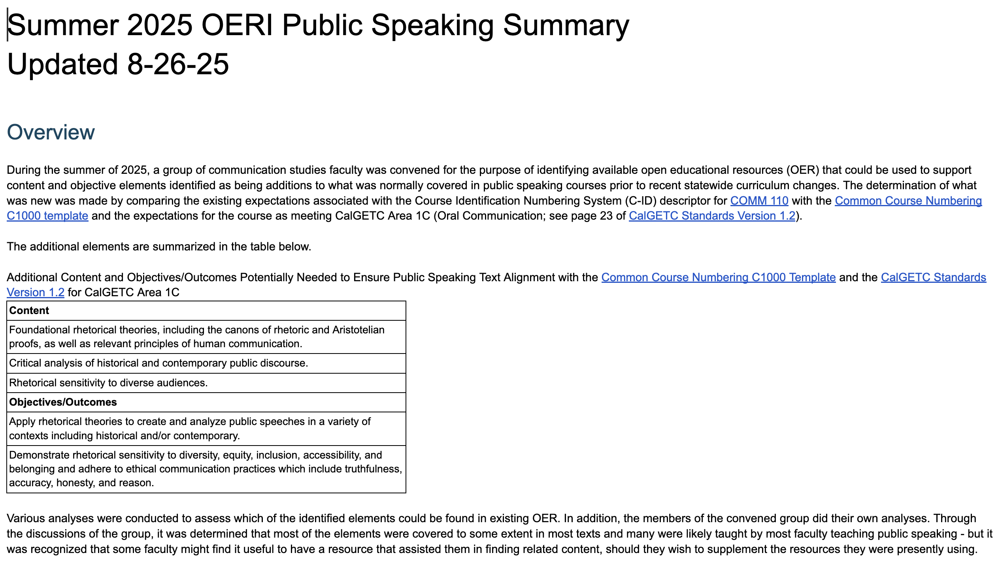 Summer 2025 OERI Public Speaking Summary
Updated 8-26-25
Overview
During the summer of 2025, a group of communication studies faculty was convened for the purpose of identifying available open educational resources (OER) that could be used to support
content and objective elements identified as being additions to what was normally covered in public speaking courses prior to recent statewide curriculum changes. The determination of what
was new was made by comparing the existing expectations associated with the Course Identification Numbering System (C-ID) descriptor for COMM 110 with the Common Course Numbering
C1000 template and the expectations for the course as meeting CalGETC Area 1C (Oral Communication; see page 23 of CalGETC Standards Version 1.2).
The additional elements are summarized in the table below.
Additional Content and Objectives/Outcomes Potentially Needed to Ensure Public Speaking Text Alignment with the Common Course Numbering C1000 Template and the CalGETC Standards
Version 1.2 for CalGETC Area 1C
Content
Foundational rhetorical theories, including the canons of rhetoric and Aristotelian
proofs, as well as relevant principles of human communication.
Critical analysis of historical and contemporary public discourse.
Rhetorical sensitivity to diverse audiences.
Objectives/Outcomes
Apply rhetorical theories to create and analyze public speeches in a variety of
contexts including historical and/or contemporary.
Demonstrate rhetorical sensitivity to diversity, equity, inclusion, accessibility, and
belonging and adhere to ethical communication practices which include truthfulness,
accuracy, honesty, and reason.
Various analyses were conducted to assess which of the identified elements could be found in existing OER. In addition, the members of the convened group did their own analyses. Through
the discussions of the group, it was determined that most of the elements were covered to some extent in most texts and many were likely taught by most faculty teaching public speaking - but it
was recognized that some faculty might find it useful to have a resource that assisted them in finding related content, should they wish to supplement the resources they were presently using.